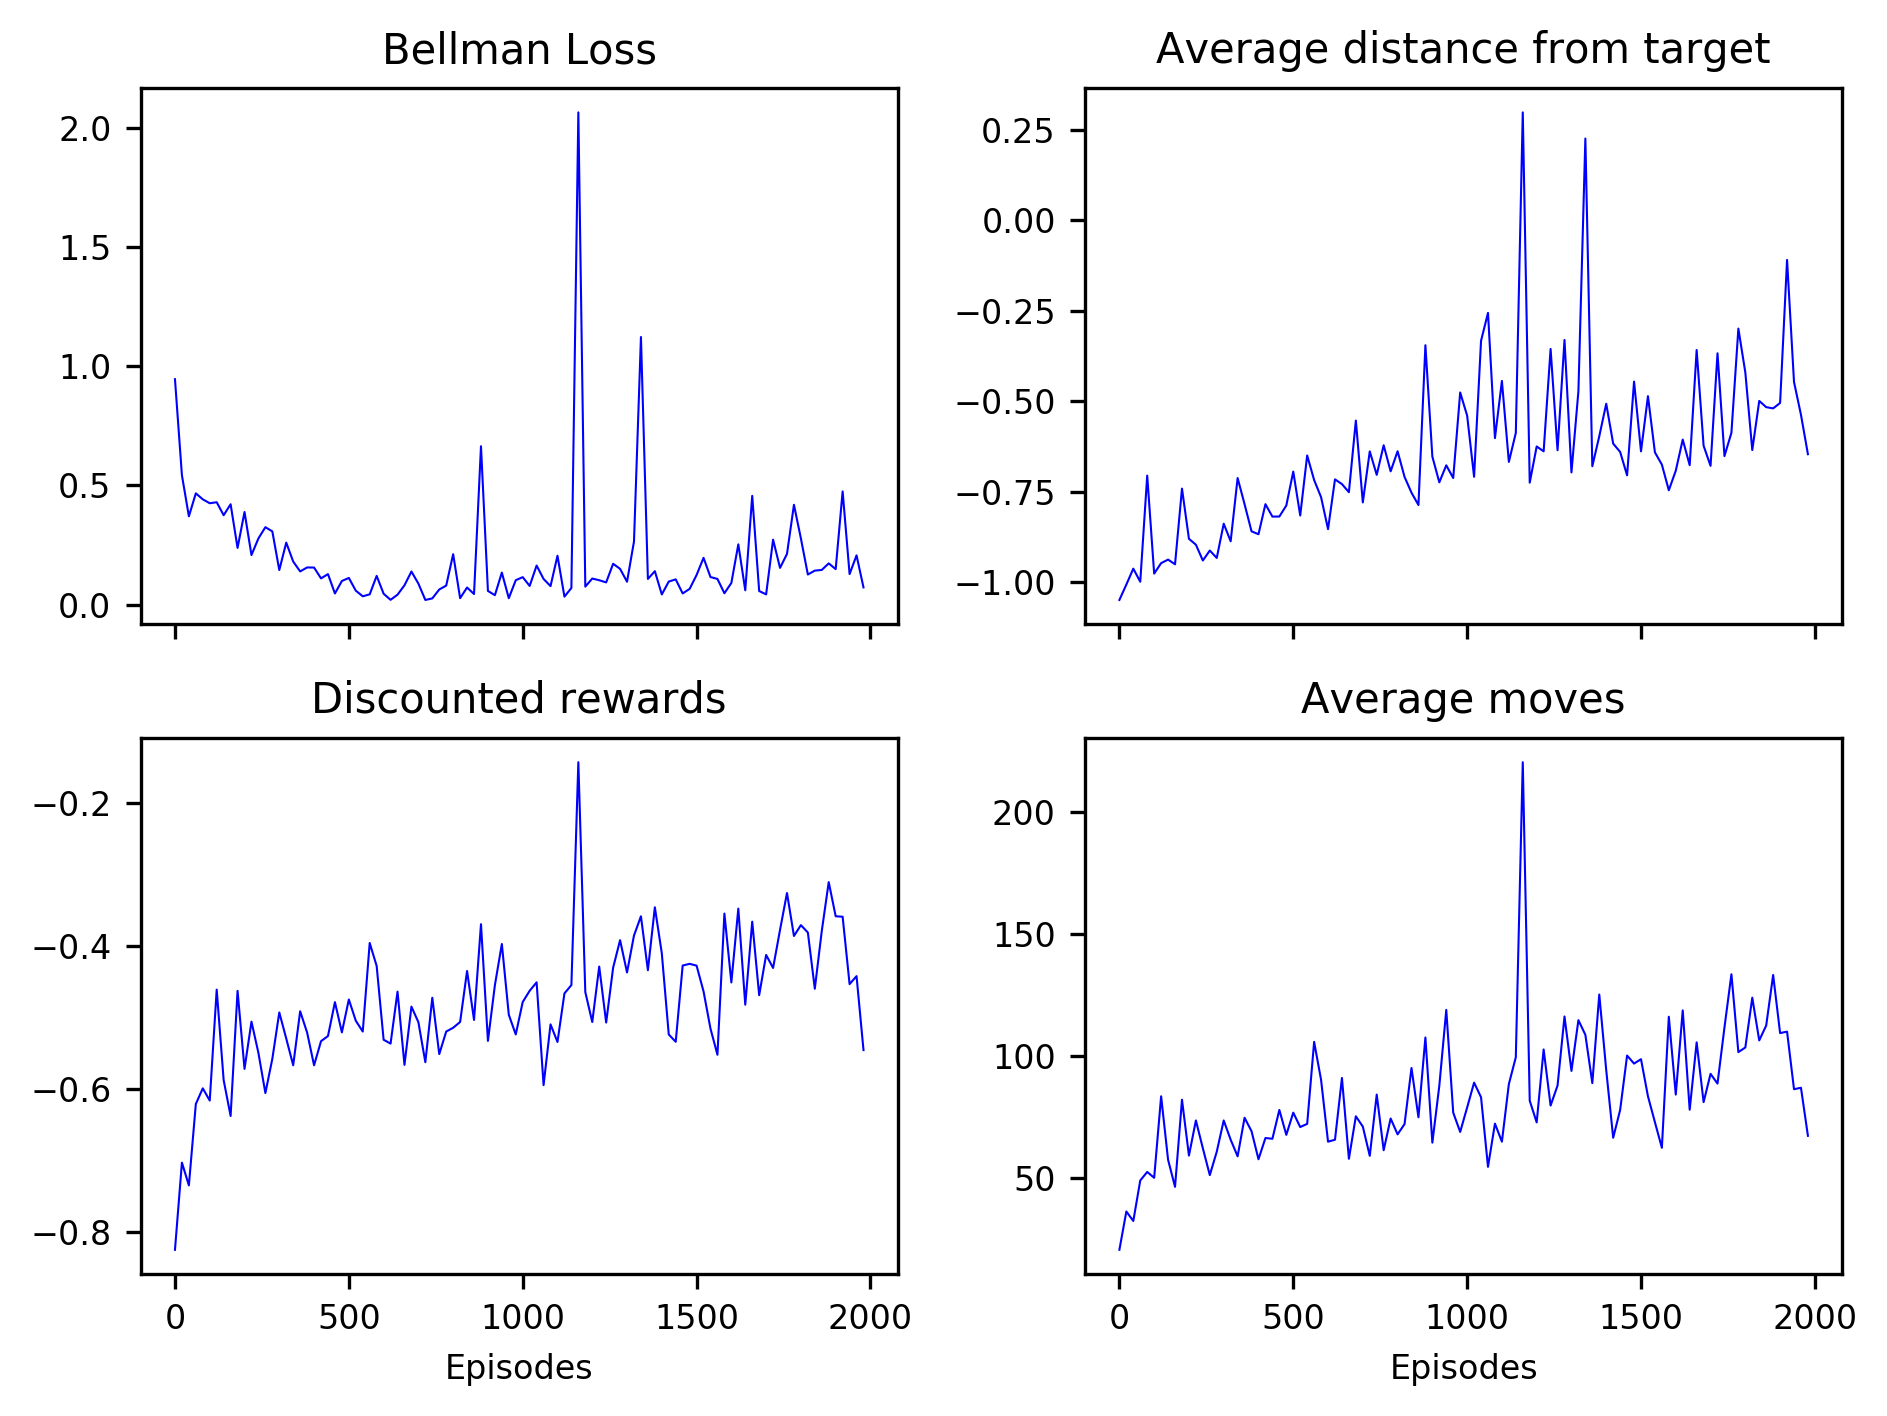 Bellman Loss
2.0
1.5
1.0
0.5
0.0
Average distance from target
0.25
0.00
−0.25
−0.50
−0.75
−1.00
Discounted rewards
−0.2
−0.4
−0.6
−0.8
0 500 1000 1500 2000
Episodes
Average moves
200
150
100
50
0 500 1000 1500 2000
Episodes